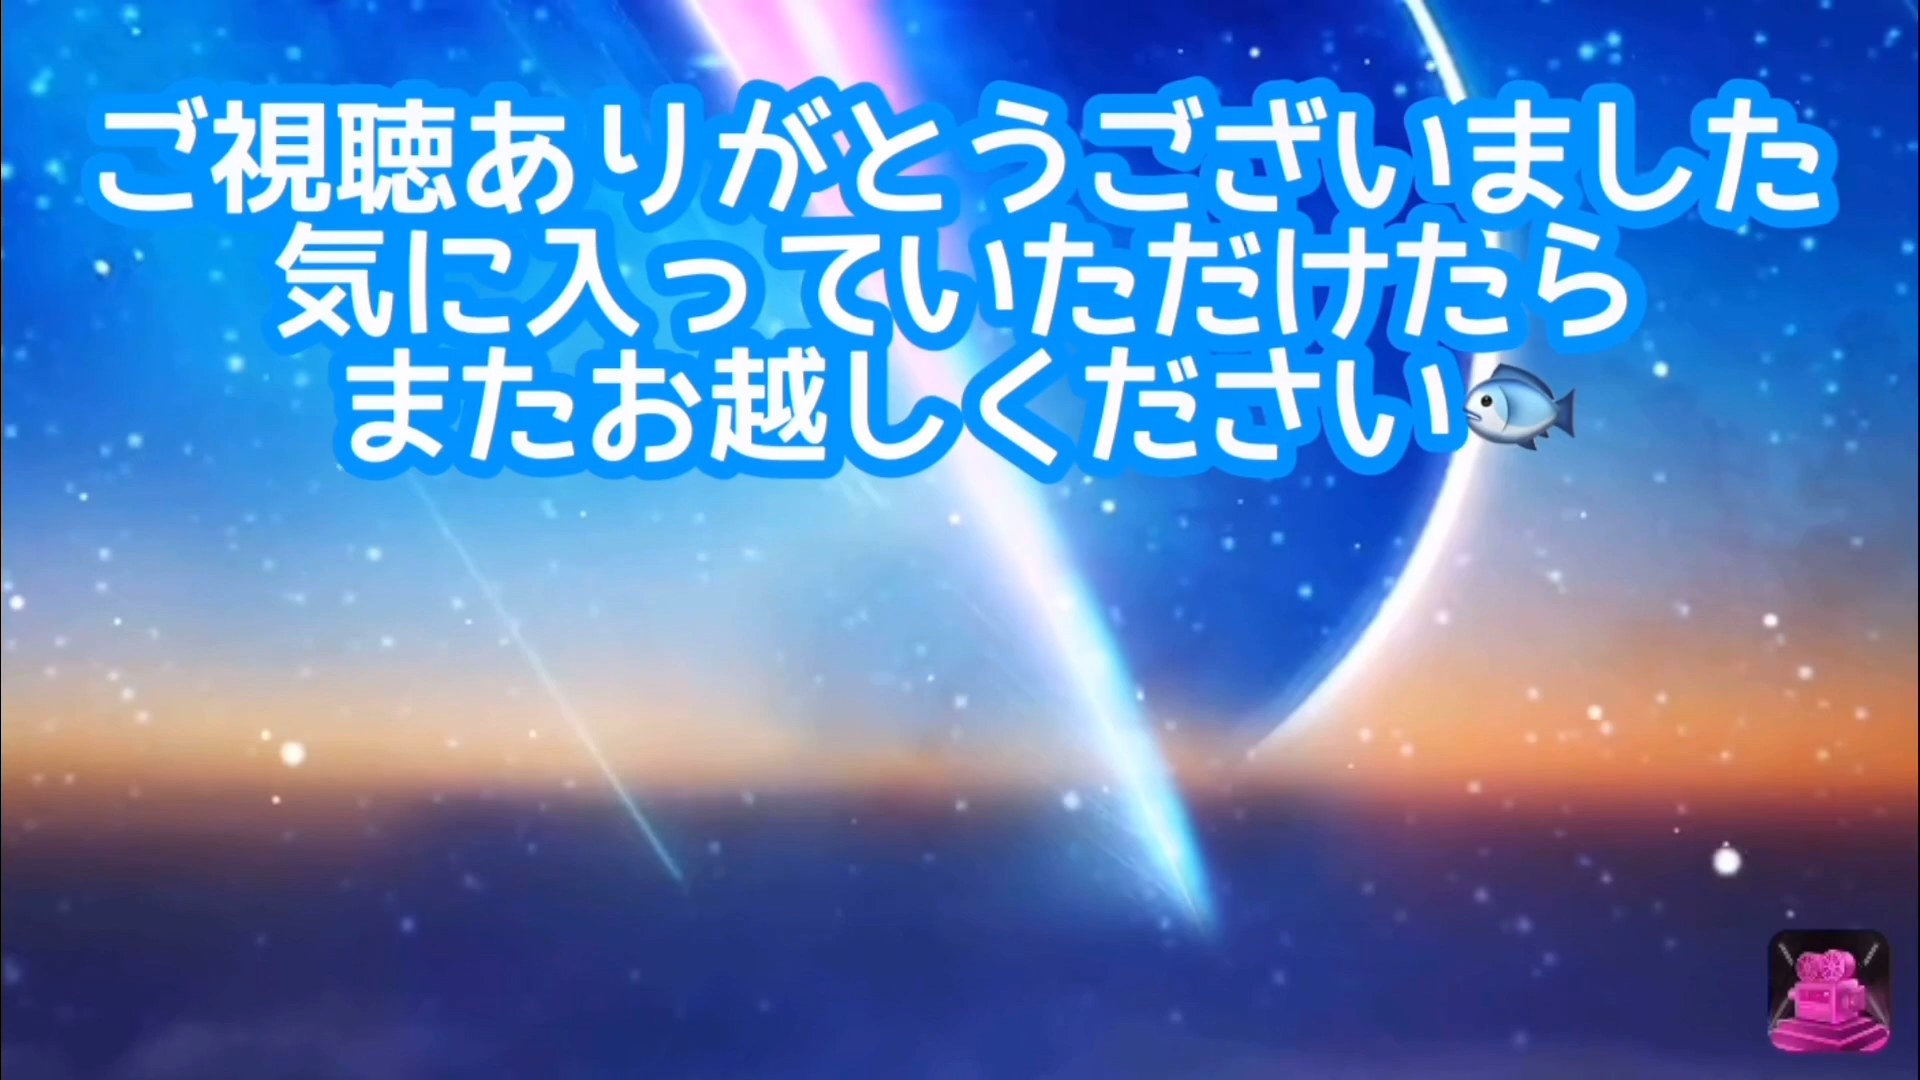 ご視聴ありがとうございました
気に入っていただけたら
またお越しください🐟